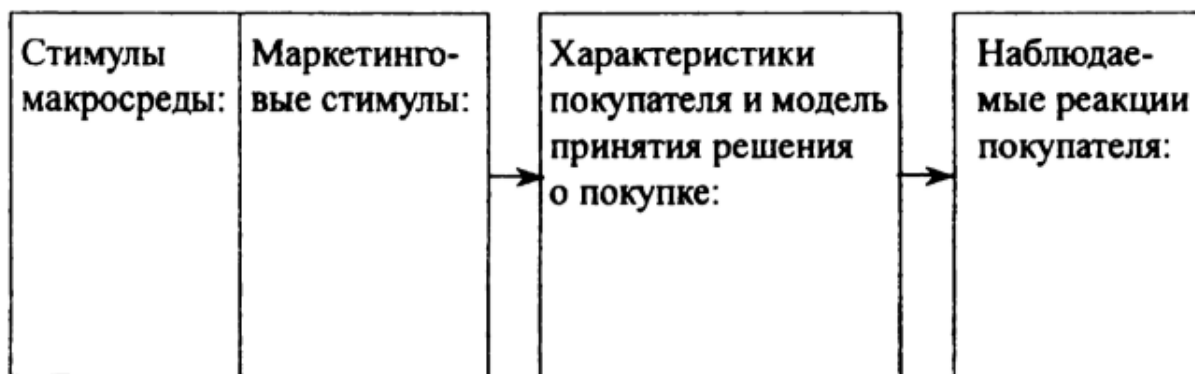 Стимулы
макросреды:
Маркетинго-
вые стимулы:
Характеристики
покупателя и модель
принятия решения
о покупке:
Наблюдае-
мые реакции
покупателя: